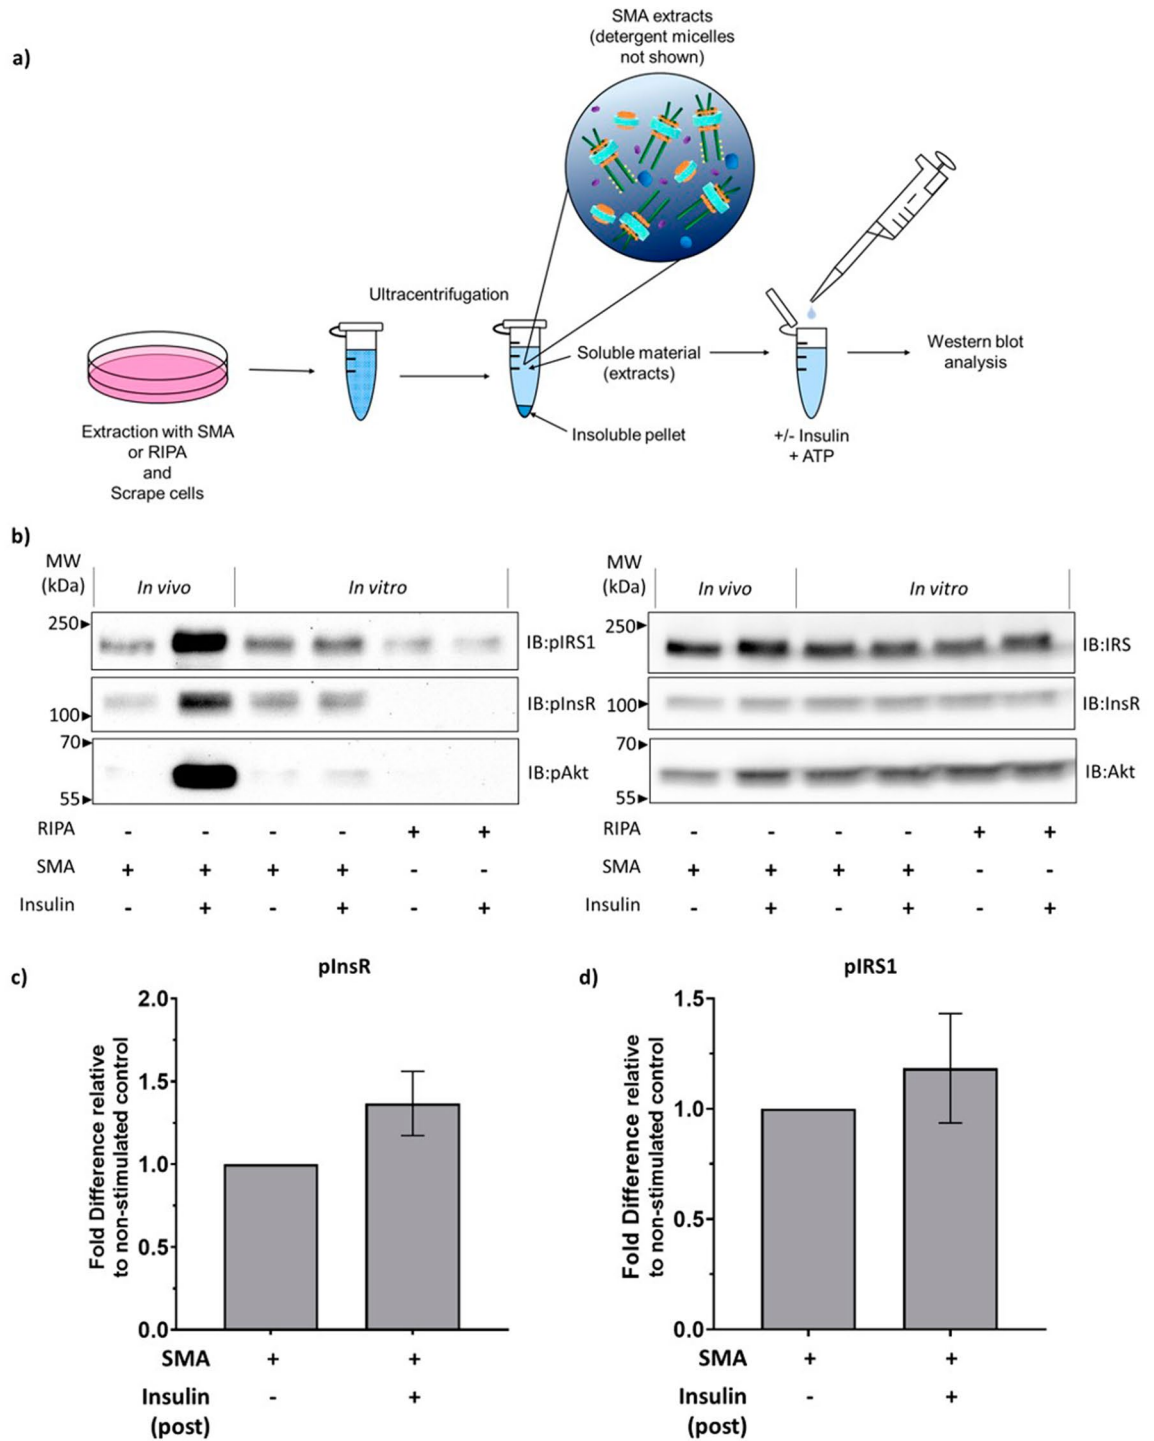 a)
SMA extracts
(detergent micelles
not shown)
Ultracentrifugation
Soluble material
(extracts)
Insoluble pellet
Extraction with SMA
or RIPA
and
Scrape cells
+/- Insulin
+ ATP
Western blot
analysis
b)
MW
(kDa)
In vivo
In vitro
250
IB:pIRS1
100
IB:pInsR
70
55
IB:pAkt
RIPA - - - - + +
SMA + + + + - -
Insulin - + - + - +
MW
(kDa)
In vivo
In vitro
250
IB:IRS
100
IB:InsR
70
55
IB:Akt
RIPA - - - - + +
SMA + + + + - -
Insulin - + - + - +
c)
pInsR
Fold Difference relative
to non-stimulated control
2.0
1.5
1.0
0.5
0.0
SMA + +
Insulin - +
(post)
d)
pIRS1
Fold Difference relative
to non-stimulated control
1.5
1.0
0.5
0.0
SMA + +
Insulin - +
(post)